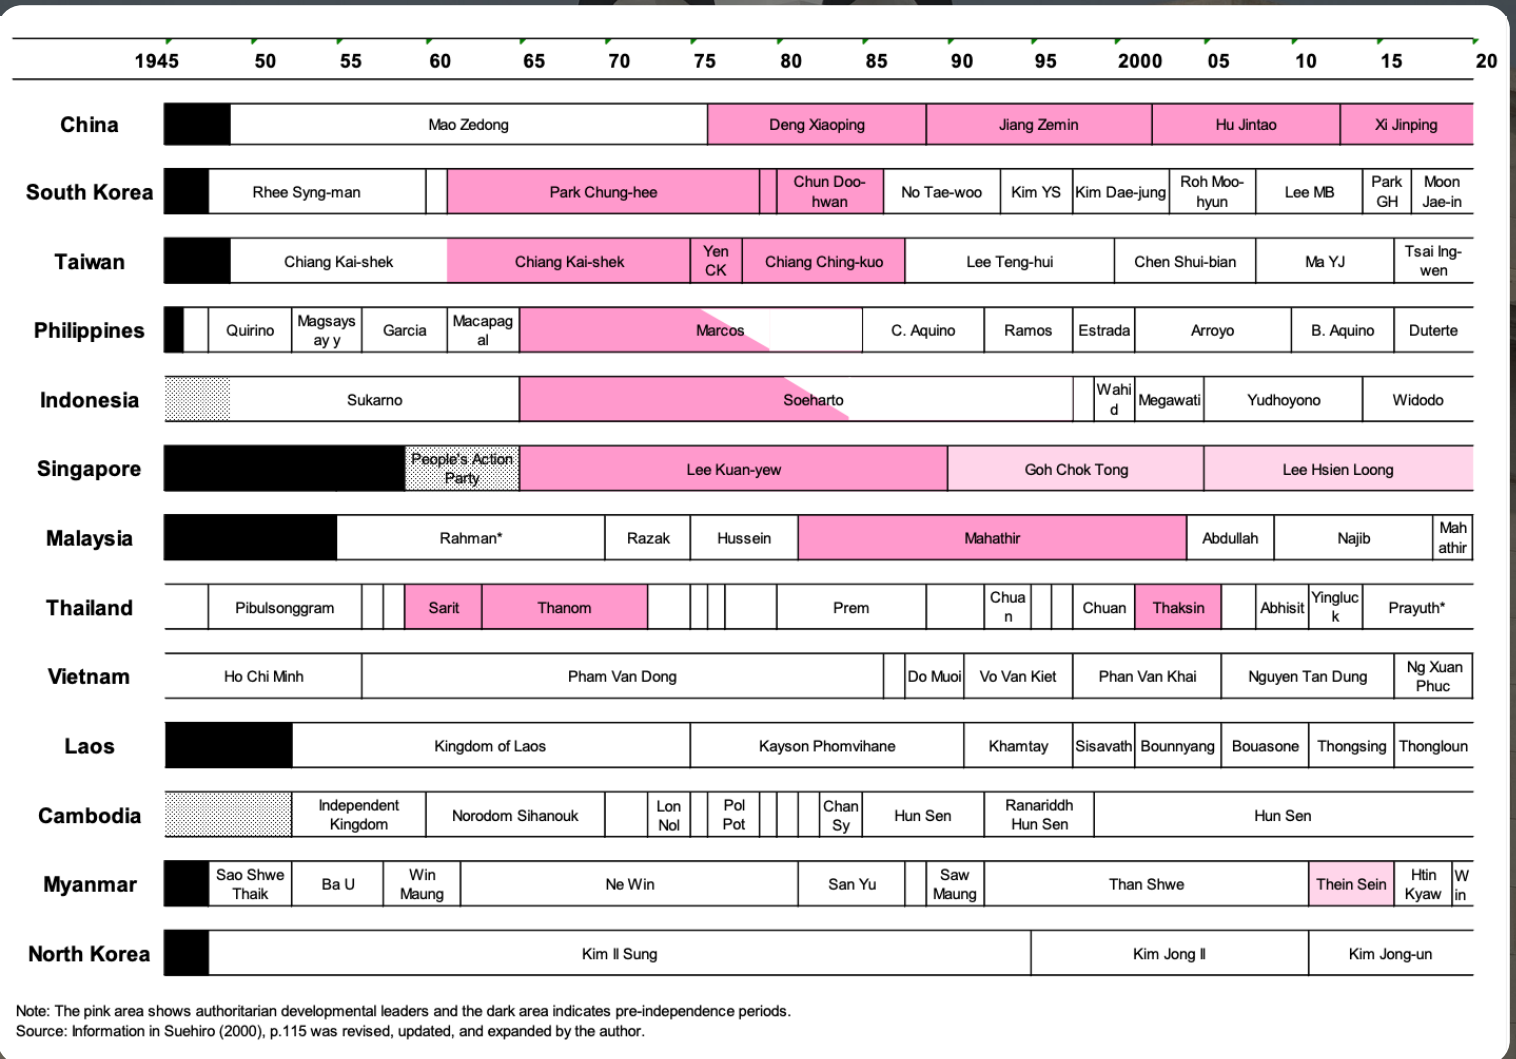 1945 50 55 60 65 70 75 80 85 90 95 2000 05 10 15 20
China Mao Zedong Deng Xiaoping Jiang Zemin Hu Jintao Xi Jinping
South Korea Rhee Syng-man Park Chung-hee Chun Doo-
hwan No Tae-woo Kim YS Kim Dae-jung Roh Moo-
hyun Lee MB Park
GH Moon
Jae-in
Taiwan Chiang Kai-shek Chiang Kai-shek Yen
CK Chiang Ching-kuo Lee Teng-hui Chen Shui-bian Ma YJ Tsai Ing-
wen
Philippines Quirino Magsays
ay y Garcia Macapag
al Marcos C. Aquino Ramos Estrada Arroyo B. Aquino Duterte
Indonesia Sukarno Soeharto Wahi
d Megawati Yudhoyono Widodo
Singapore People's Action
Party Lee Kuan-yew Goh Chok Tong Lee Hsien Loong
Malaysia Rahman* Razak Hussein Mahathir Abdullah Najib Mah
athir
Thailand Pibulsonggram Sarit Thanom Prem Chua
n Chuan Thaksin Abhisit Yingluc
k Prayuth*
Vietnam Ho Chi Minh Pham Van Dong Do Muoi Vo Van Kiet Phan Van Khai Nguyen Tan Dung Ng Xuan
Phuc
Laos Kingdom of Laos Kayson Phomvihane Khamtay Sisavath Bounnyang Bouasone Thongsing Thongloun
Cambodia Independent
Kingdom Norodom Sihanouk Lon
Nol Pol
Pot Chan
Sy Hun Sen Ranariddh
Hun Sen Hun Sen
Myanmar Sao Shwe
Thaik Ba U Win
Maung Ne Win San Yu Saw
Maung Than Shwe Thein Sein Htin
Kyaw W
in
North Korea Kim Il Sung Kim Jong Il Kim Jong-un
Note: The pink area shows authoritarian developmental leaders and the dark area indicates pre-independence periods.
Source: Information in Suehiro (2000), p.115 was revised, updated, and expanded by the author.